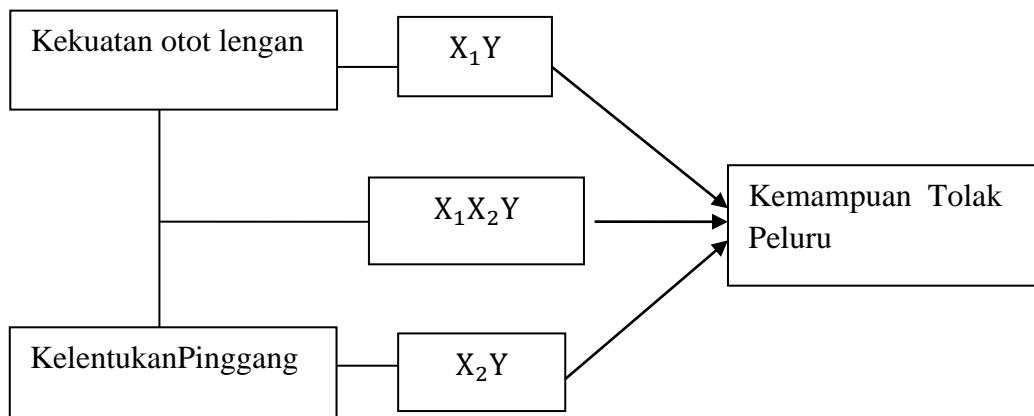 Kekuatan otot lengan
X₁Y
X₁X₂Y
Kemampuan Tolak
Peluru
KelentukanPinggang
X₂Y